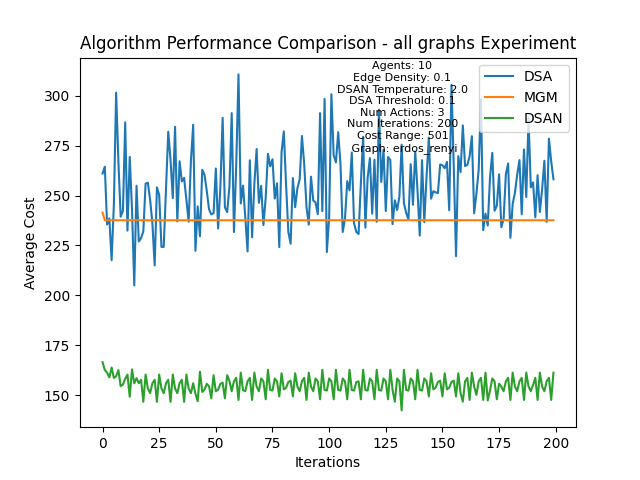 Algorithm Performance Comparison - all graphs Experiment
Agents: 10
Edge Density: 0.1
DSAN Temperature: 2.0
DSA Threshold: 0.1
Num Actions: 3
Num Iterations: 200
Cost Range: 501
Graph: erdos_renyi
DSA
MGM
DSAN
Average Cost
300
275
250
225
200
175
150
0 25 50 75 100 125 150 175 200
Iterations